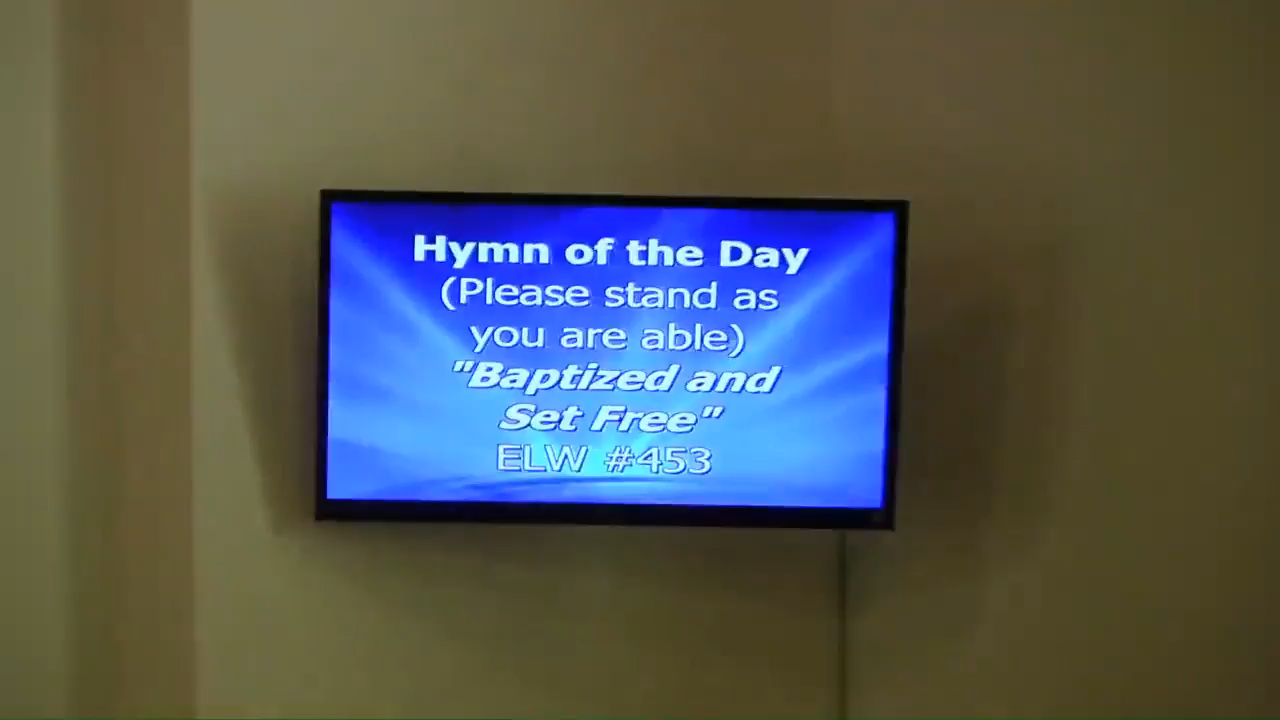 Hymn of the Day
(Please stand as
you are able)
"Baptized and
Set Free"
ELW #453